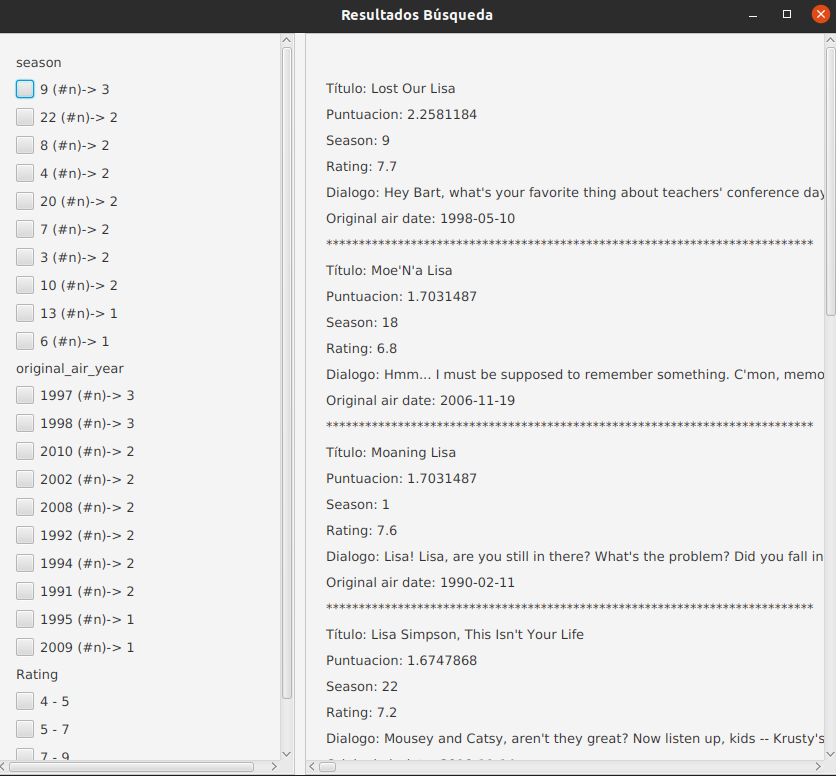 Resultados Búsqueda
season
9 (#n)-> 3
22 (#n)-> 2
8 (#n)-> 2
4 (#n)-> 2
20 (#n)-> 2
7 (#n)-> 2
3 (#n)-> 2
10 (#n)-> 2
13 (#n)-> 1
6 (#n)-> 1
original_air_year
1997 (#n)-> 3
1998 (#n)-> 3
2010 (#n)-> 2
2002 (#n)-> 2
2008 (#n)-> 2
1992 (#n)-> 2
1994 (#n)-> 2
1991 (#n)-> 2
1995 (#n)-> 1
2009 (#n)-> 1
Rating
4 - 5
5 - 7
7 - 9
Título: Lost Our Lisa
Puntuacion: 2.2581184
Season: 9
Rating: 7.7
Dialogo: Hey Bart, what's your favorite thing about teachers' conference day
Original air date: 1998-05-10
***************************************************************************
Título: Moe'N'a Lisa
Puntuacion: 1.7031487
Season: 18
Rating: 6.8
Dialogo: Hmm... I must be supposed to remember something. C'mon, memo
Original air date: 2006-11-19
***************************************************************************
Título: Moaning Lisa
Puntuacion: 1.7031487
Season: 1
Rating: 7.6
Dialogo: Lisa! Lisa, are you still in there? What's the problem? Did you fall in
Original air date: 1990-02-11
***************************************************************************
Título: Lisa Simpson, This Isn't Your Life
Puntuacion: 1.6747868
Season: 22
Rating: 7.2
Dialogo: Mousey and Catsy, aren't they great? Now listen up, kids -- Krusty's